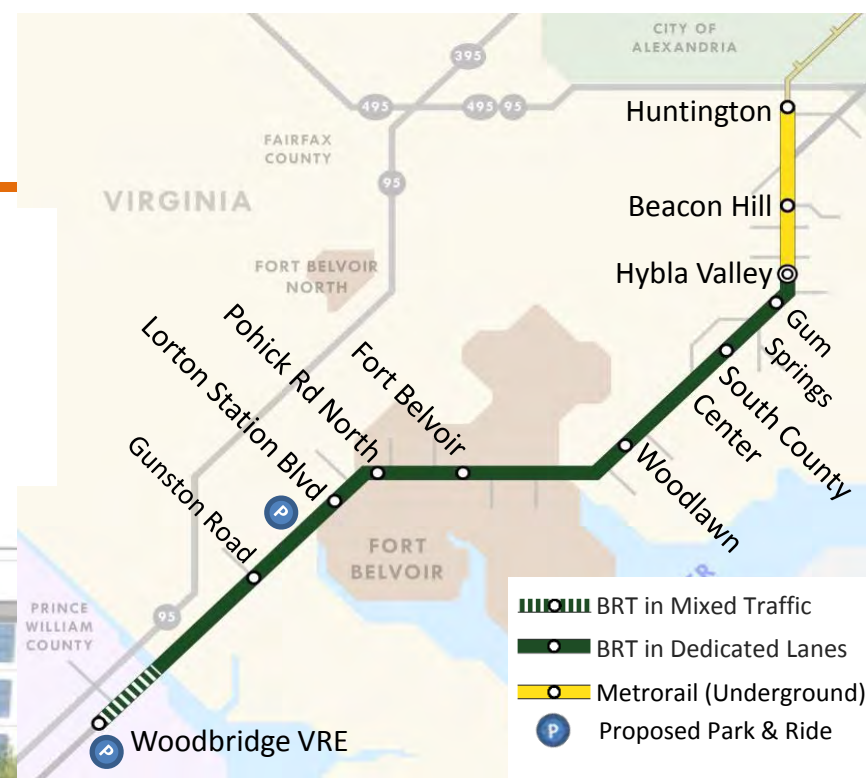 CITY OF
ALEXANDRIA
395
495
495
95
Huntington
FAIRFAX
COUNTY
95
VIRGINIA
Beacon Hill
FORT BELVOIR
NORTH
Hybla Valley
Gum
Springs
South County
Center
Woodlawn
Fort Belvoir
Pohick Rd North
Lorton Station Blvd
P
Gunston Road
FORT
BELVOIR
PRINCE
WILLIAM
COUNTY
95
P
Woodbridge VRE
BRT in Mixed Traffic
BRT in Dedicated Lanes
Metrorail (Underground)
P Proposed Park & Ride